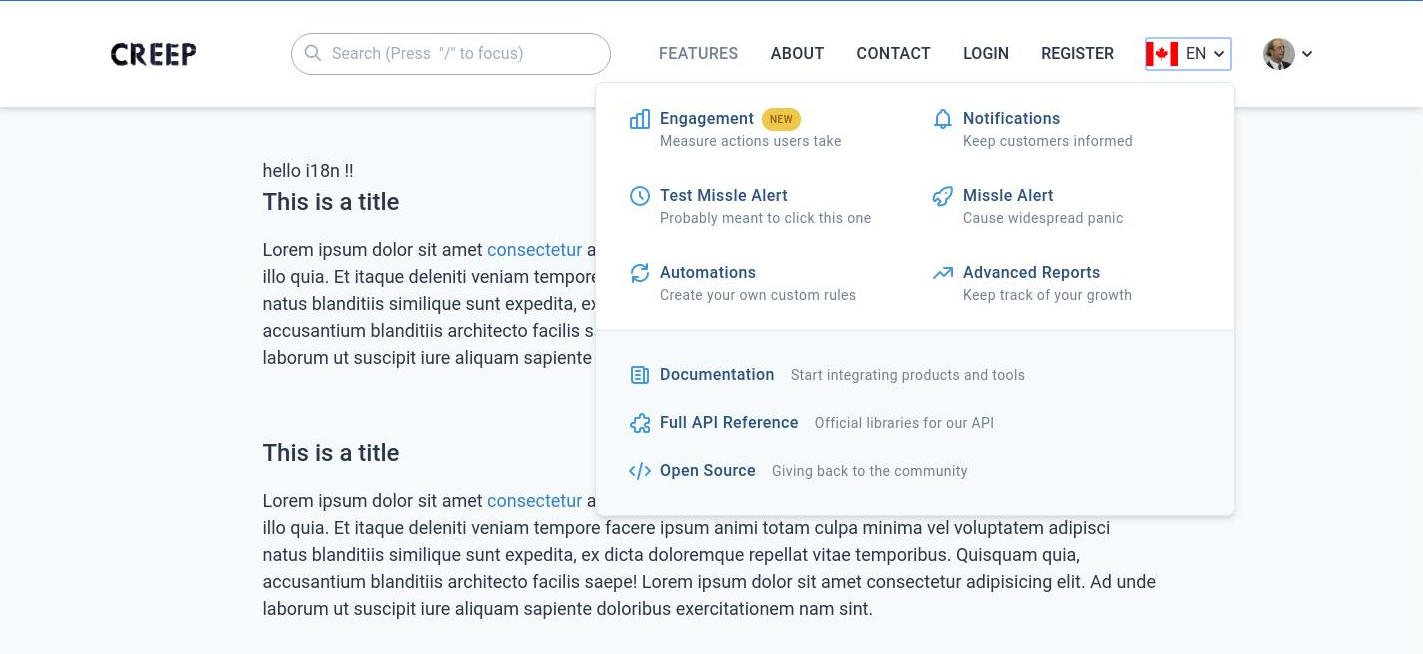 CREEP
Search (Press "/" to focus)
FEATURES
ABOUT
CONTACT
LOGIN
REGISTER
EN
Engagement NEW
Measure actions users take
Notifications
Keep customers informed
Test Missle Alert
Probably meant to click this one
Missle Alert
Cause widespread panic
Automations
Create your own custom rules
Advanced Reports
Keep track of your growth
Documentation Start integrating products and tools
Full API Reference Official libraries for our API
Open Source Giving back to the community
hello i18n !!
This is a title
Lorem ipsum dolor sit amet consectetur a
illo quia. Et itaque deleniti veniam tempore
natus blanditiis similique sunt expedita, ex
accusantium blanditiis architecto facilis s
laborum ut suscipit iure aliquam sapiente
This is a title
Lorem ipsum dolor sit amet consectetur a
illo quia. Et itaque deleniti veniam tempore facere ipsum animi totam culpa minima vel voluptatem adipisci
natus blanditiis similique sunt expedita, ex dicta doloremque repellat vitae temporibus. Quisquam quia,
accusantium blanditiis architecto facilis saepe! Lorem ipsum dolor sit amet consectetur adipisicing elit. Ad unde
laborum ut suscipit iure aliquam sapiente doloribus exercitationem nam sint.